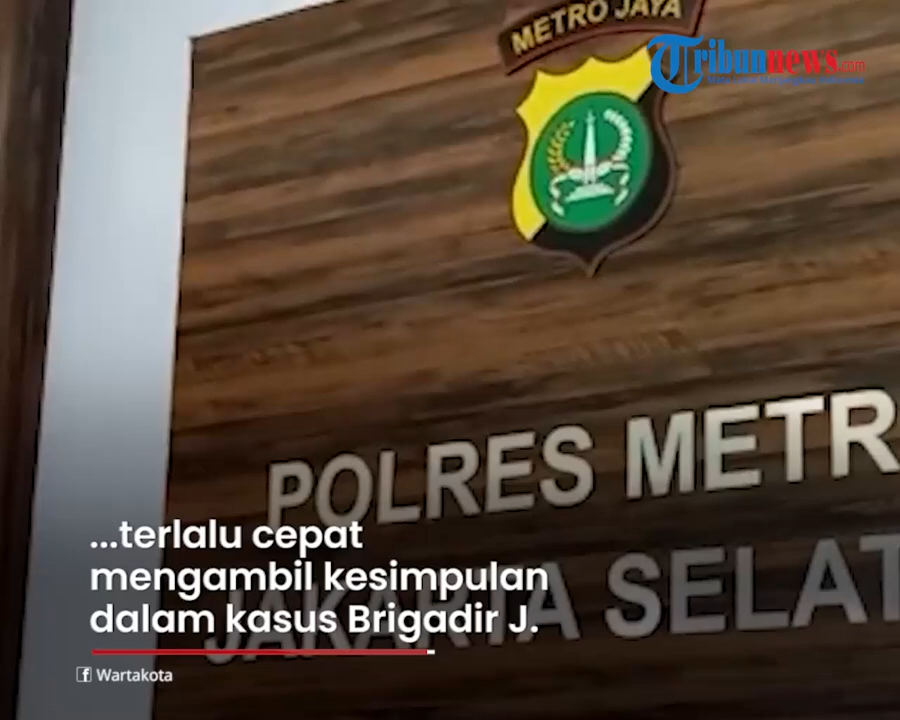 METRO JAYA
Tribunnews.com
POLRES METR
JAKARTA SELAT
...terlalu cepat
mengambil kesimpulan
dalam kasus Brigadir J.
f Wartakota